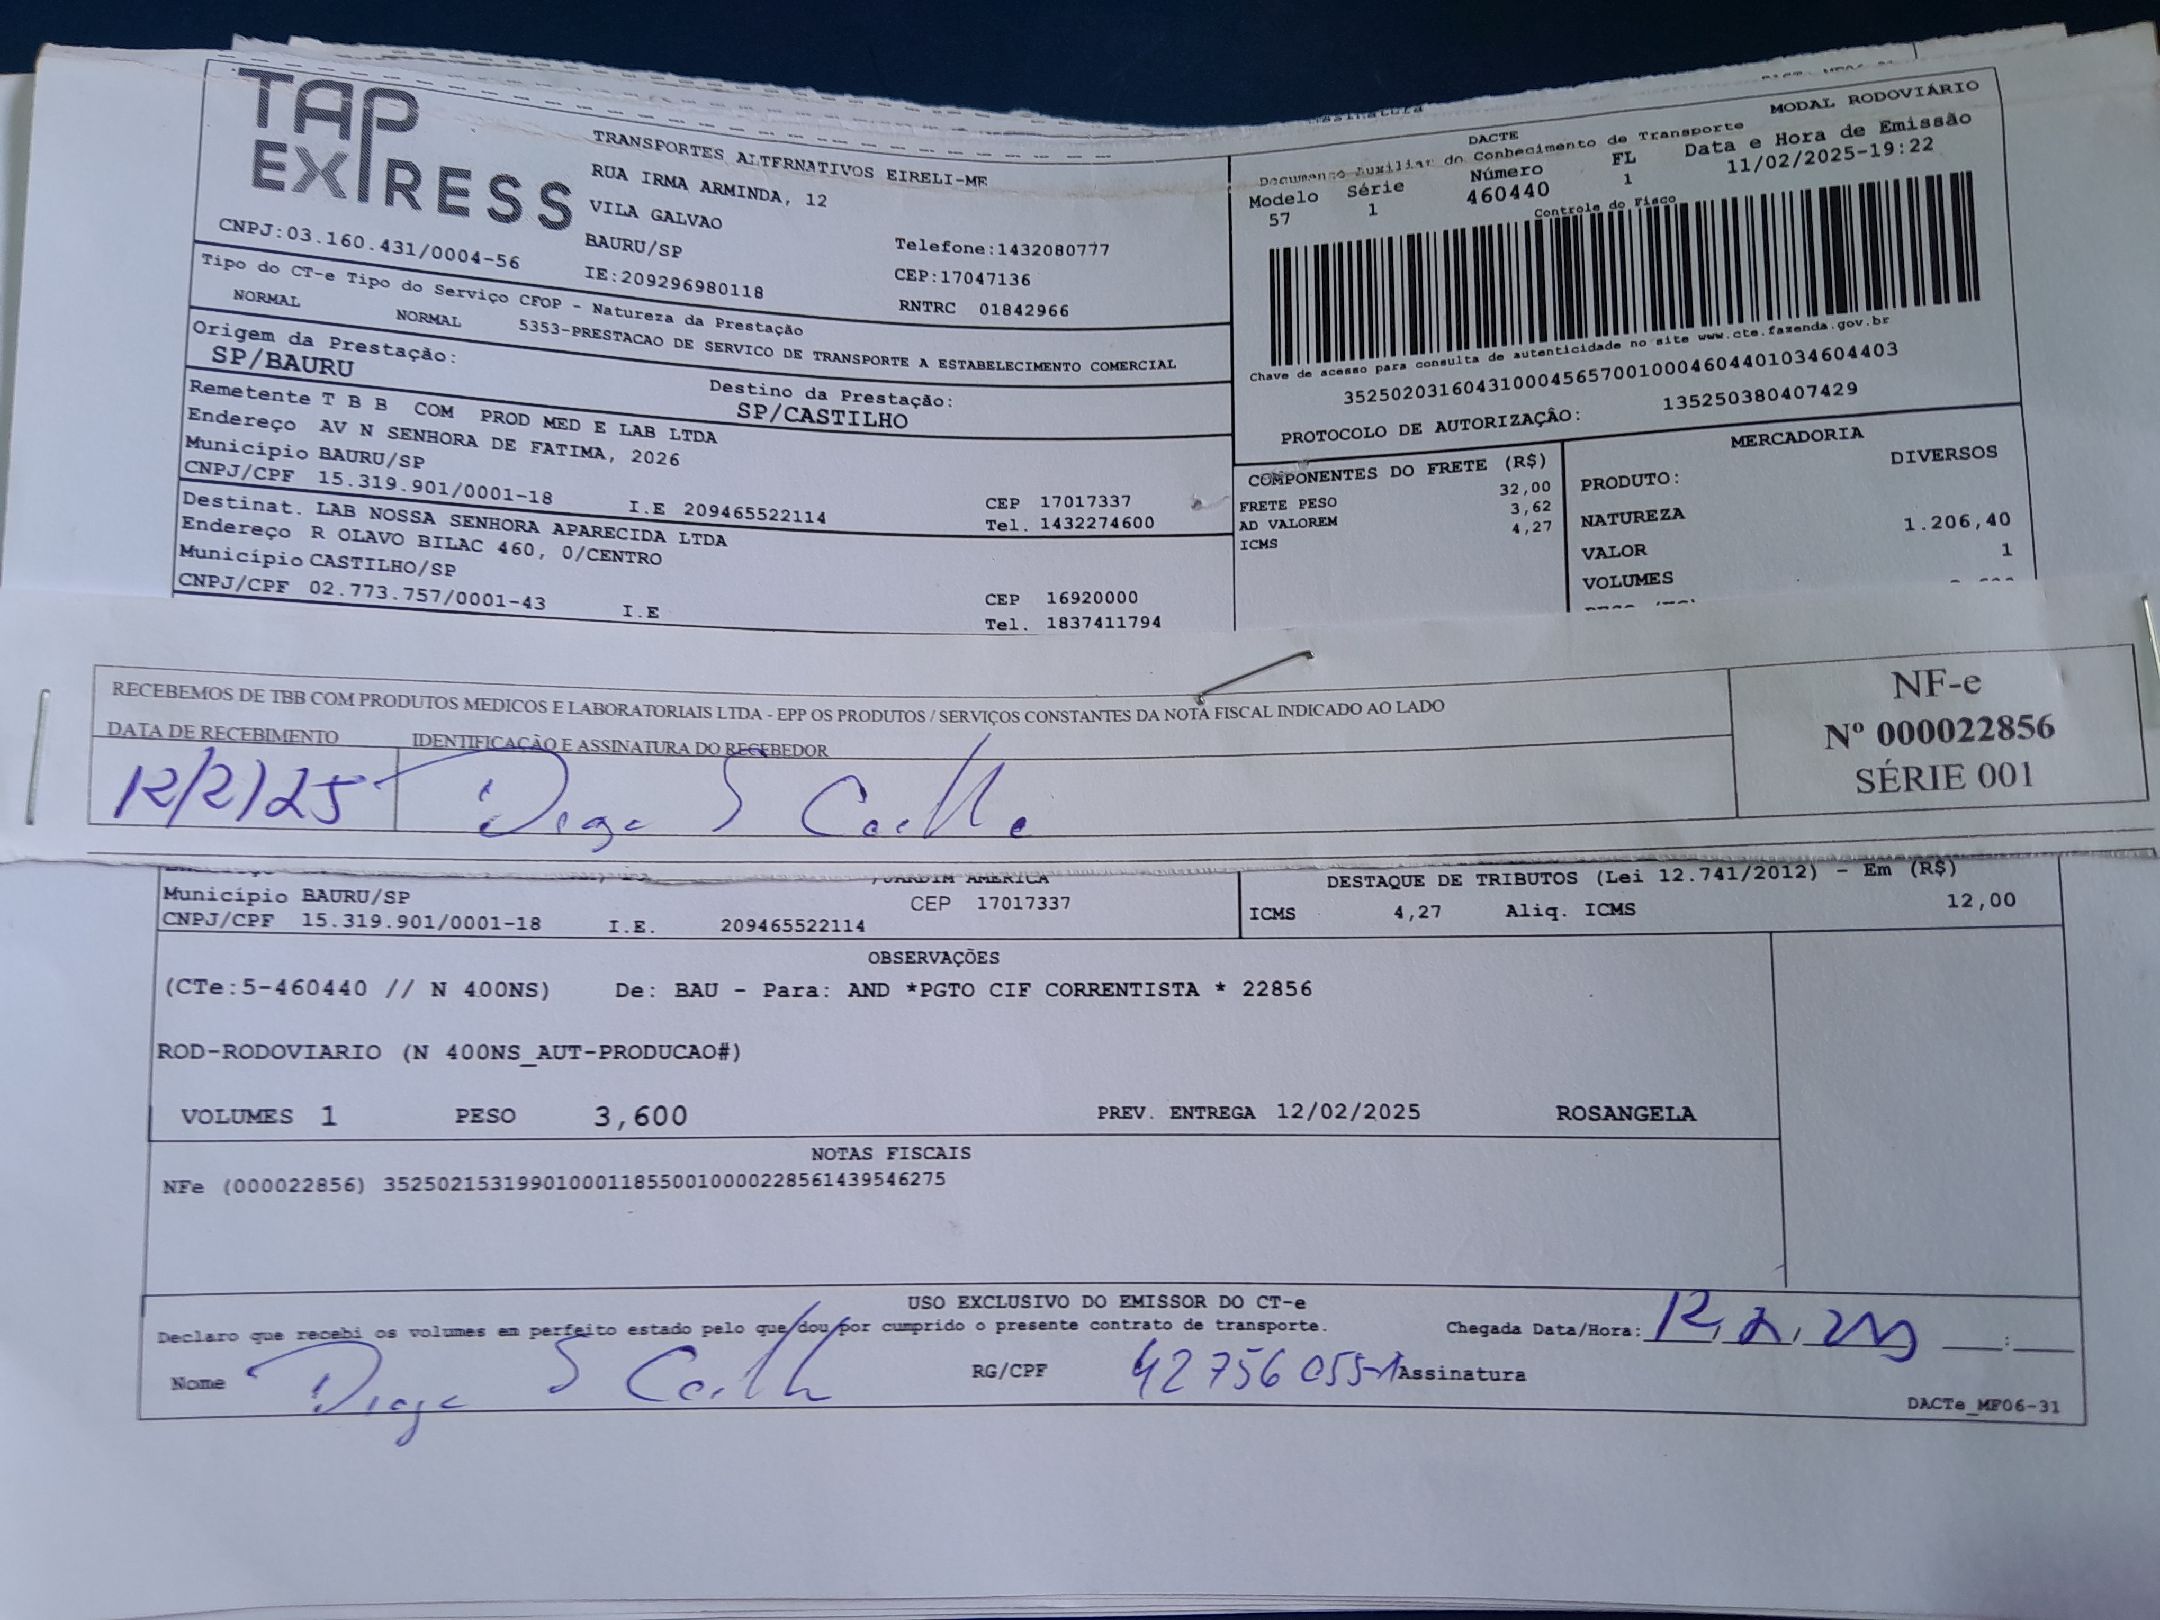 TAP
EXPRESS
TRANSPORTES ALTERNATIVOS EIRELI-ME
RUA IRMA ARMINDA, 12
VILA GALVAO
BAURU/SP Telefone:1432080777
CNPJ:03.160.431/0004-56 IE:209296980118 CEP:17047136
RNTRC 01842966
Tipo do CT-e Tipo do Serviço CFOP - Natureza da Prestação
NORMAL NORMAL 5353-PRESTACAO DE SERVICO DE TRANSPORTE A ESTABELECIMENTO COMERCIAL
Origem da Prestação: Destino da Prestação:
SP/BAURU SP/CASTILHO
Remetente T B B COM PROD MED E LAB LTDA
Endereço AV N SENHORA DE FATIMA, 2026
Município BAURU/SP CEP 17017337
CNPJ/CPF 15.319.901/0001-18 I.E 209465522114 Tel. 1432274600
Destinat. LAB NOSSA SENHORA APARECIDA LTDA
Endereço R OLAVO BILAC 460, 0/CENTRO
Município CASTILHO/SP CEP 16920000
CNPJ/CPF 02.773.757/0001-43 I.E Tel. 1837411794
DACTE MODAL RODOVIÁRIO
Documento Auxiliar do Conhecimento de Transporte
Modelo Série Número FL Data e Hora de Emissão
57 1 460440 1 11/02/2025-19:22
Controle do Fisco
Chave de acesso para consulta de autenticidade no site www.cte.fazenda.gov.br
35250203160431000456570010004604401034604403
PROTOCOLO DE AUTORIZAÇÃO: 135250380407429
COMPONENTES DO FRETE (R$)
FRETE PESO 32,00
AD VALOREM 3,62
ICMS 4,27
MERCADORIA
PRODUTO: DIVERSOS
NATUREZA
VALOR 1.206,40
VOLUMES 1
RECEBEMOS DE TBB COM PRODUTOS MEDICOS E LABORATORIAIS LTDA - EPP OS PRODUTOS / SERVIÇOS CONSTANTES DA NOTA FISCAL INDICADO AO LADO
DATA DE RECEBIMENTO IDENTIFICAÇÃO E ASSINATURA DO RECEBEDOR
12/2/25 Diego S Coelho
NF-e
Nº 000022856
SÉRIE 001
/JARDIM AMERICA
Município BAURU/SP CEP 17017337
CNPJ/CPF 15.319.901/0001-18 I.E. 209465522114
DESTAQUE DE TRIBUTOS (Lei 12.741/2012) - Em (R$)
ICMS 4,27 Aliq. ICMS 12,00
OBSERVAÇÕES
(CTe:5-460440 // N 400NS) De: BAU - Para: AND *PGTO CIF CORRENTISTA * 22856
ROD-RODOVIARIO (N 400NS_AUT-PRODUCAO#)
VOLUMES 1 PESO 3,600 PREV. ENTREGA 12/02/2025 ROSANGELA
NOTAS FISCAIS
NFe (000022856) 35250215319901000118550010000228561439546275
USO EXCLUSIVO DO EMISSOR DO CT-e
Declaro que recebi os volumes em perfeito estado pelo que dou por cumprido o presente contrato de transporte. Chegada Data/Hora: 12, 2, 25 :
Nome Diego S Coelho RG/CPF 42756055-1 Assinatura
DACTe_MF06-31